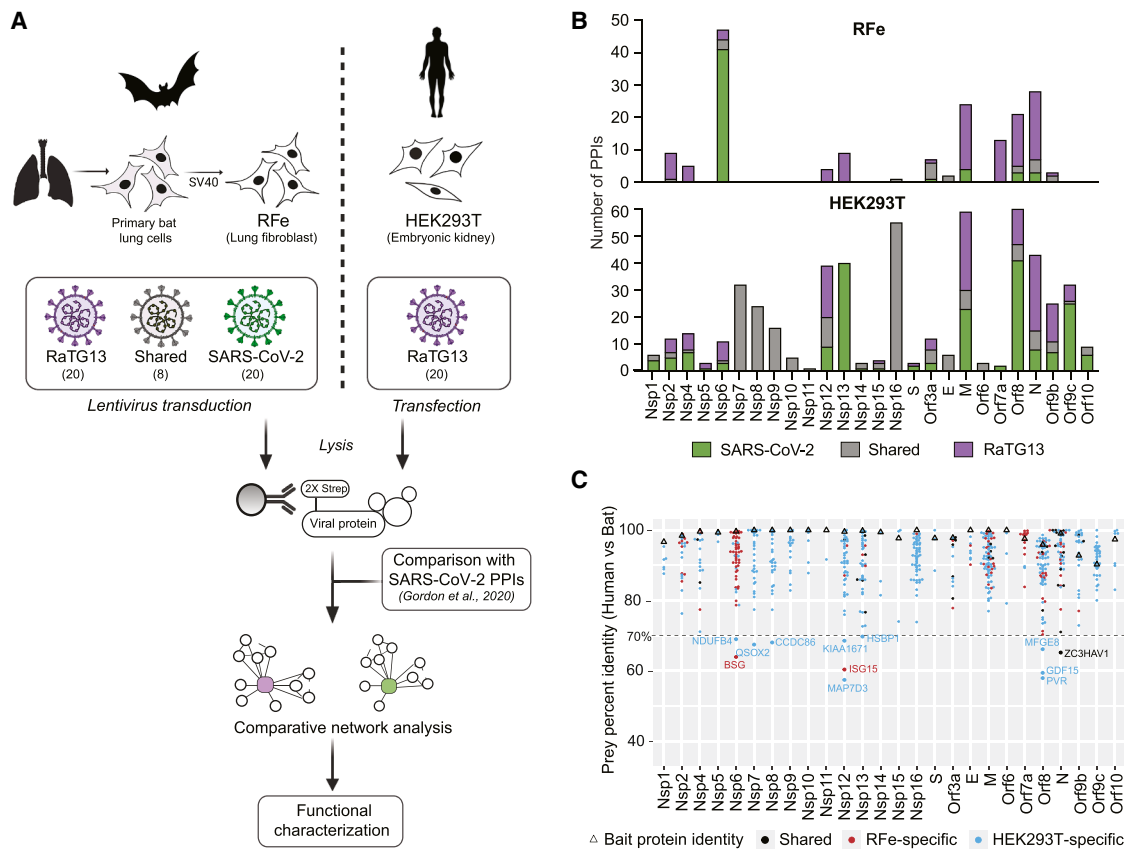 A
SV40
Primary bat
lung cells
RFe
(Lung fibroblast)
HEK293T
(Embryonic kidney)
RaTG13
(20)
Shared
(8)
SARS-CoV-2
(20)
RaTG13
(20)
Lentivirus transduction
Transfection
Lysis
2X Strep
Viral protein
Comparison with
SARS-CoV-2 PPIs
(Gordon et al., 2020)
Comparative network analysis
Functional
characterization
B
RFe
50
40
30
20
10
0
Number of PPIs
HEK293T
60
50
40
30
20
10
0
Nsp1
Nsp2
Nsp4
Nsp5
Nsp6
Nsp7
Nsp8
Nsp9
Nsp10
Nsp11
Nsp12
Nsp13
Nsp14
Nsp15
Nsp16
S
Orf3a
E
M
Orf6
Orf7a
Orf8
N
Orf9b
Orf9c
Orf10
SARS-CoV-2
Shared
RaTG13
C
Prey percent identity (Human vs Bat)
100
80
70%
60
40
NDUFB4
QSOX2
BSG
CCDC86
KIAA1671
HSBP1
ISG15
MAP7D3
MFGE8
ZC3HAV1
GDF15
PVR
Nsp1
Nsp2
Nsp4
Nsp5
Nsp6
Nsp7
Nsp8
Nsp9
Nsp10
Nsp11
Nsp12
Nsp13
Nsp14
Nsp15
Nsp16
S
Orf3a
E
M
Orf6
Orf7a
Orf8
N
Orf9b
Orf9c
Orf10
Bait protein identity
Shared
RFe-specific
HEK293T-specific